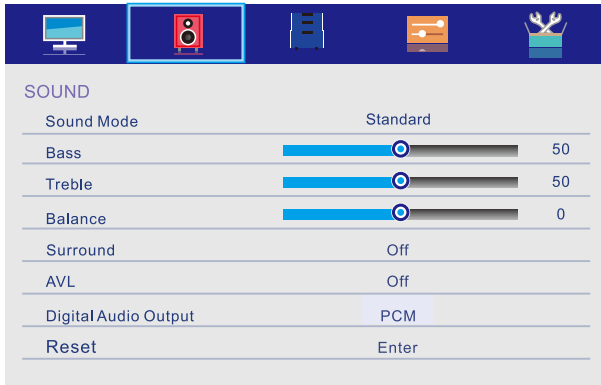 SOUND
Sound Mode Standard
Bass 50
Treble 50
Balance 0
Surround Off
AVL Off
Digital Audio Output PCM
Reset Enter